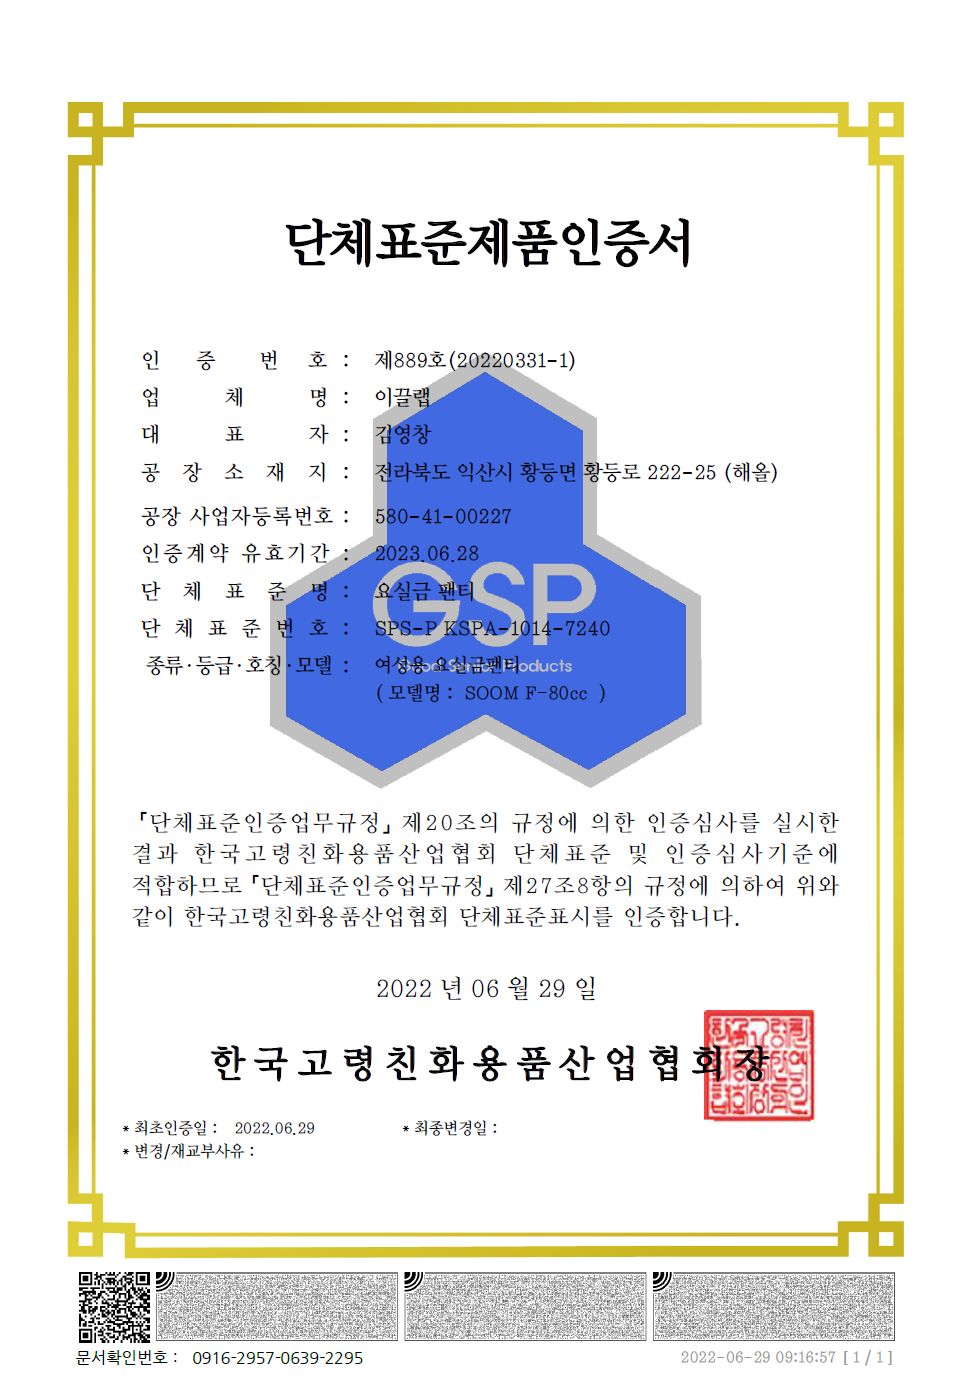 단체표준제품인증서
인 증 번 호 : 제889호(20220331-1)
업 체 명 : 이끌랩
대 표 자 : 김영창
공 장 소 재 지 : 전라북도 익산시 황등면 황등로 222-25 (해올)
공장 사업자등록번호 : 580-41-00227
인증계약 유효기간 : 2023.06.28
단 체 표 준 명 : 요실금 팬티
단 체 표 준 번 호 : SPS-P KSPA-1014-7240
종류·등급·호칭·모델 : 여성용 요실금팬티
( 모델명 : SOOM F-80cc )
GSP
Good Senior Products
「단체표준인증업무규정」 제20조의 규정에 의한 인증심사를 실시한
결과 한국고령친화용품산업협회 단체표준 및 인증심사기준에
적합하므로 「단체표준인증업무규정」 제27조8항의 규정에 의하여 위와
같이 한국고령친화용품산업협회 단체표준표시를 인증합니다.
2022 년 06 월 29 일
한국고령친화용품산업협회장
* 최초인증일 : 2022.06.29 * 최종변경일 :
* 변경/재교부사유 :
문서확인번호 : 0916-2957-0639-2295 2022-06-29 09:16:57 [ 1 / 1 ]